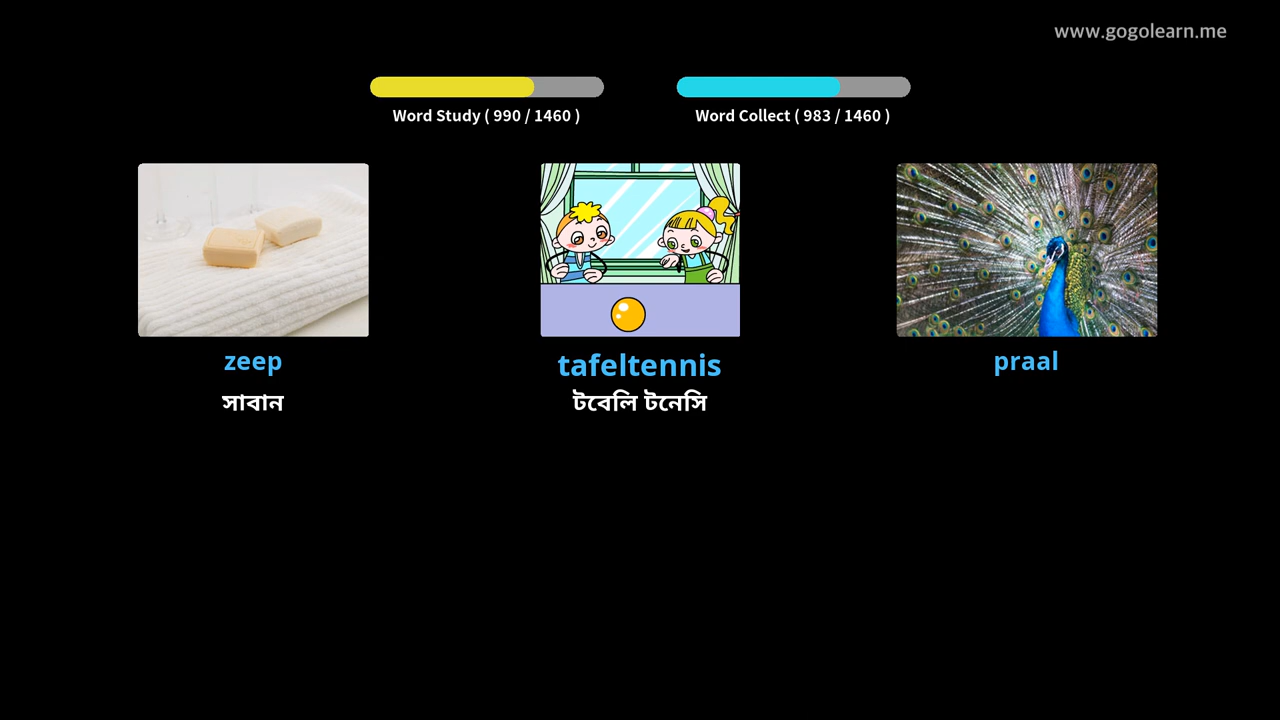 www.gogolearn.me
Word Study ( 990 / 1460 )
Word Collect ( 983 / 1460 )
zeep
tafeltennis
praal
সাবান
টবেলি টনেসি